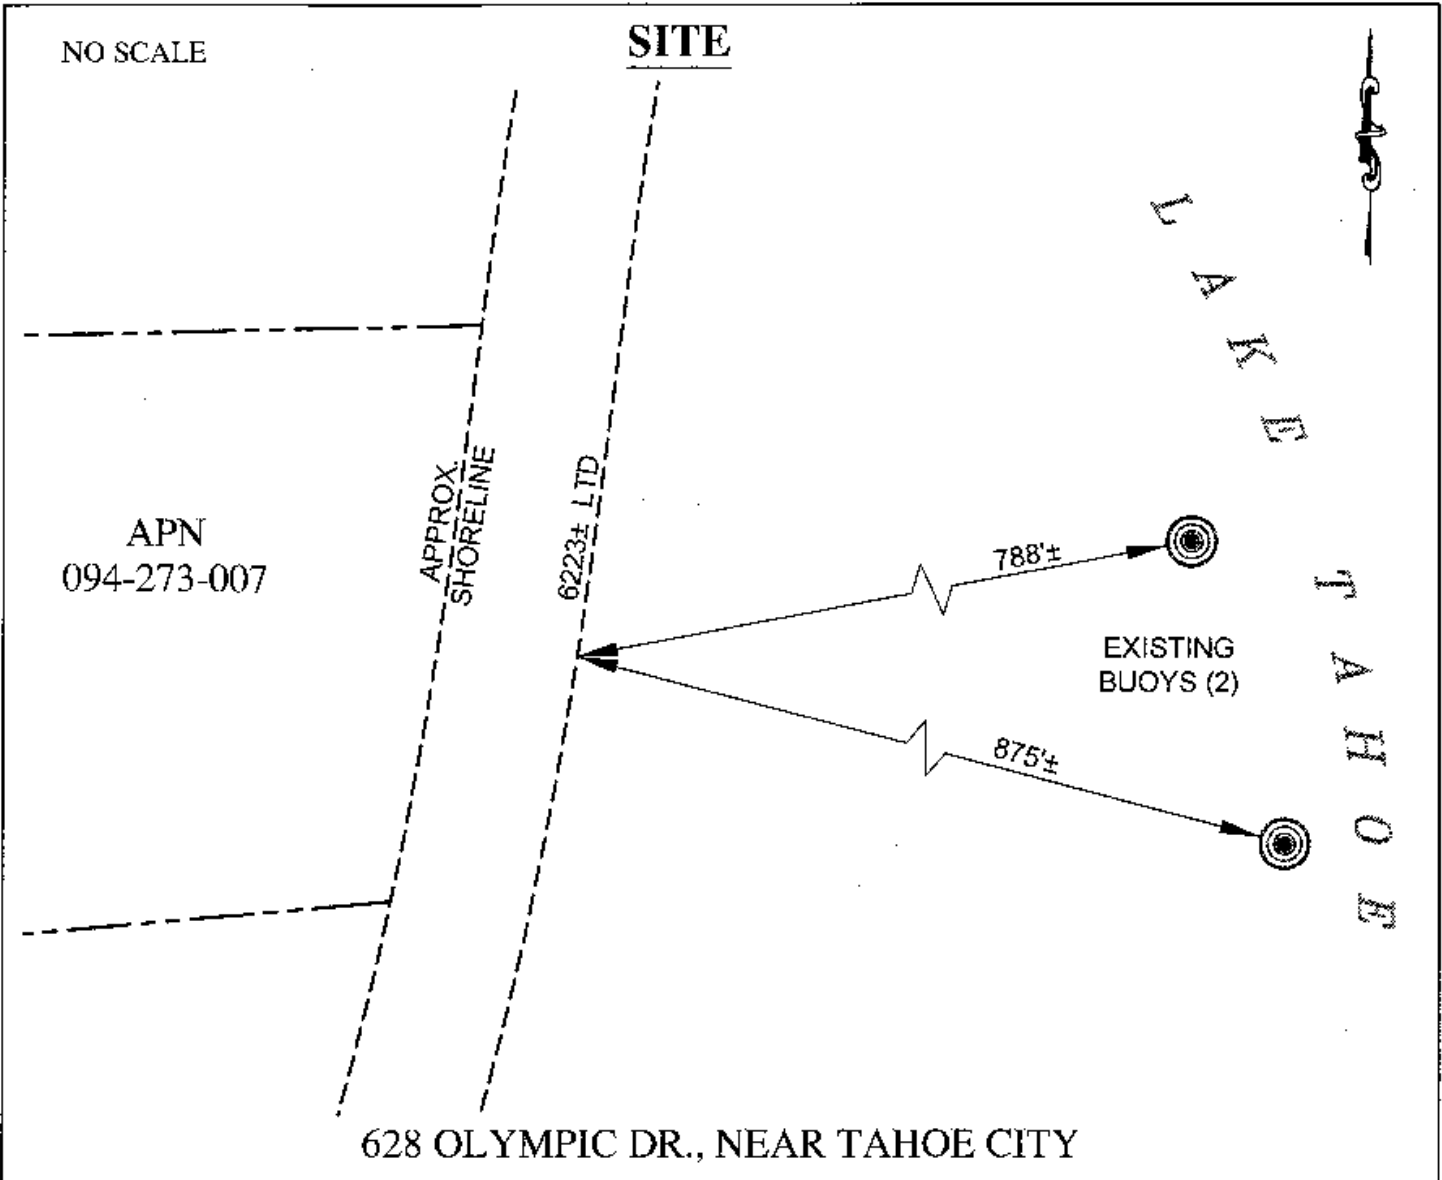 NO SCALE
SITE
LAKE TAHOE
APPROX.
SHORELINE
6223± LTD
APN
094-273-007
788'±
EXISTING
BUOYS (2)
875'±
628 OLYMPIC DR., NEAR TAHOE CITY